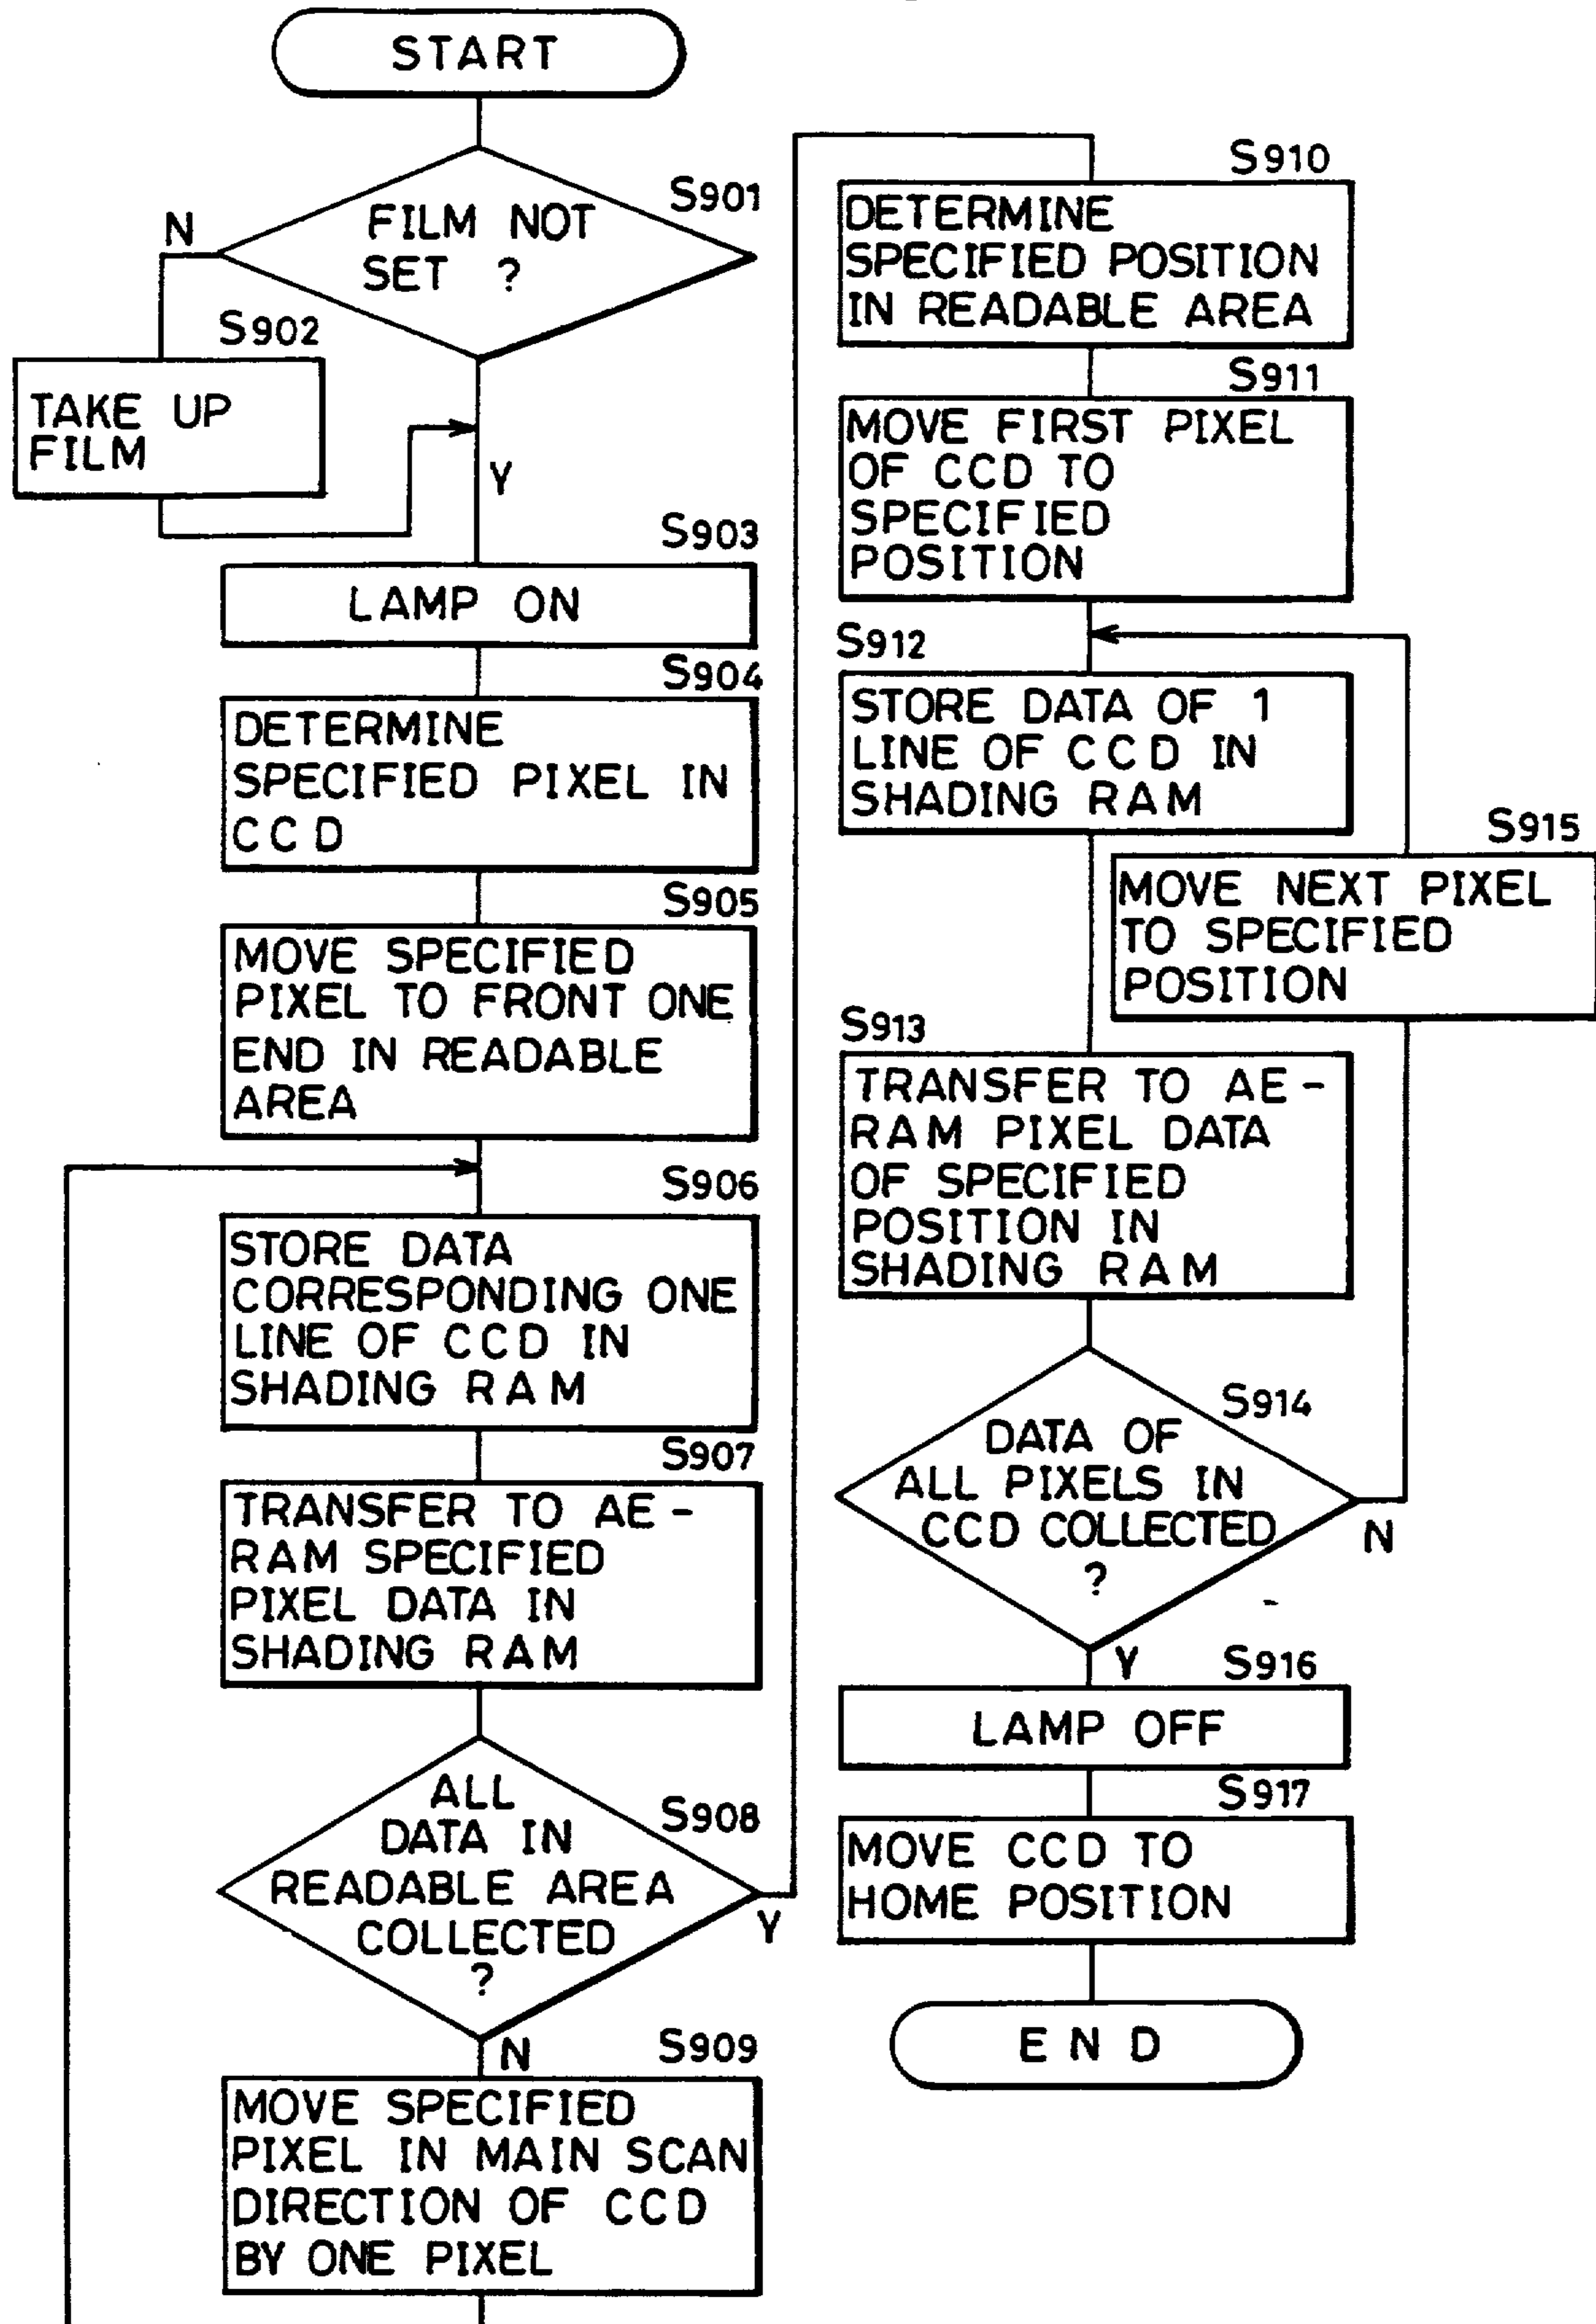 START
S901
FILM NOT
SET ?
N
S902
TAKE UP
FILM
Y
S903
LAMP ON
S904
DETERMINE
SPECIFIED PIXEL IN
CCD
S905
MOVE SPECIFIED
PIXEL TO FRONT ONE
END IN READABLE
AREA
S906
STORE DATA
CORRESPONDING ONE
LINE OF CCD IN
SHADING RAM
S907
TRANSFER TO AE-
RAM SPECIFIED
PIXEL DATA IN
SHADING RAM
S908
ALL
DATA IN
READABLE AREA
COLLECTED
?
Y
N
S909
MOVE SPECIFIED
PIXEL IN MAIN SCAN
DIRECTION OF CCD
BY ONE PIXEL
S910
DETERMINE
SPECIFIED POSITION
IN READABLE AREA
S911
MOVE FIRST PIXEL
OF CCD TO
SPECIFIED
POSITION
S912
STORE DATA OF 1
LINE OF CCD IN
SHADING RAM
S915
MOVE NEXT PIXEL
TO SPECIFIED
POSITION
S913
TRANSFER TO AE-
RAM PIXEL DATA
OF SPECIFIED
POSITION IN
SHADING RAM
S914
DATA OF
ALL PIXELS IN
CCD COLLECTED
?
N
Y
S916
LAMP OFF
S917
MOVE CCD TO
HOME POSITION
END